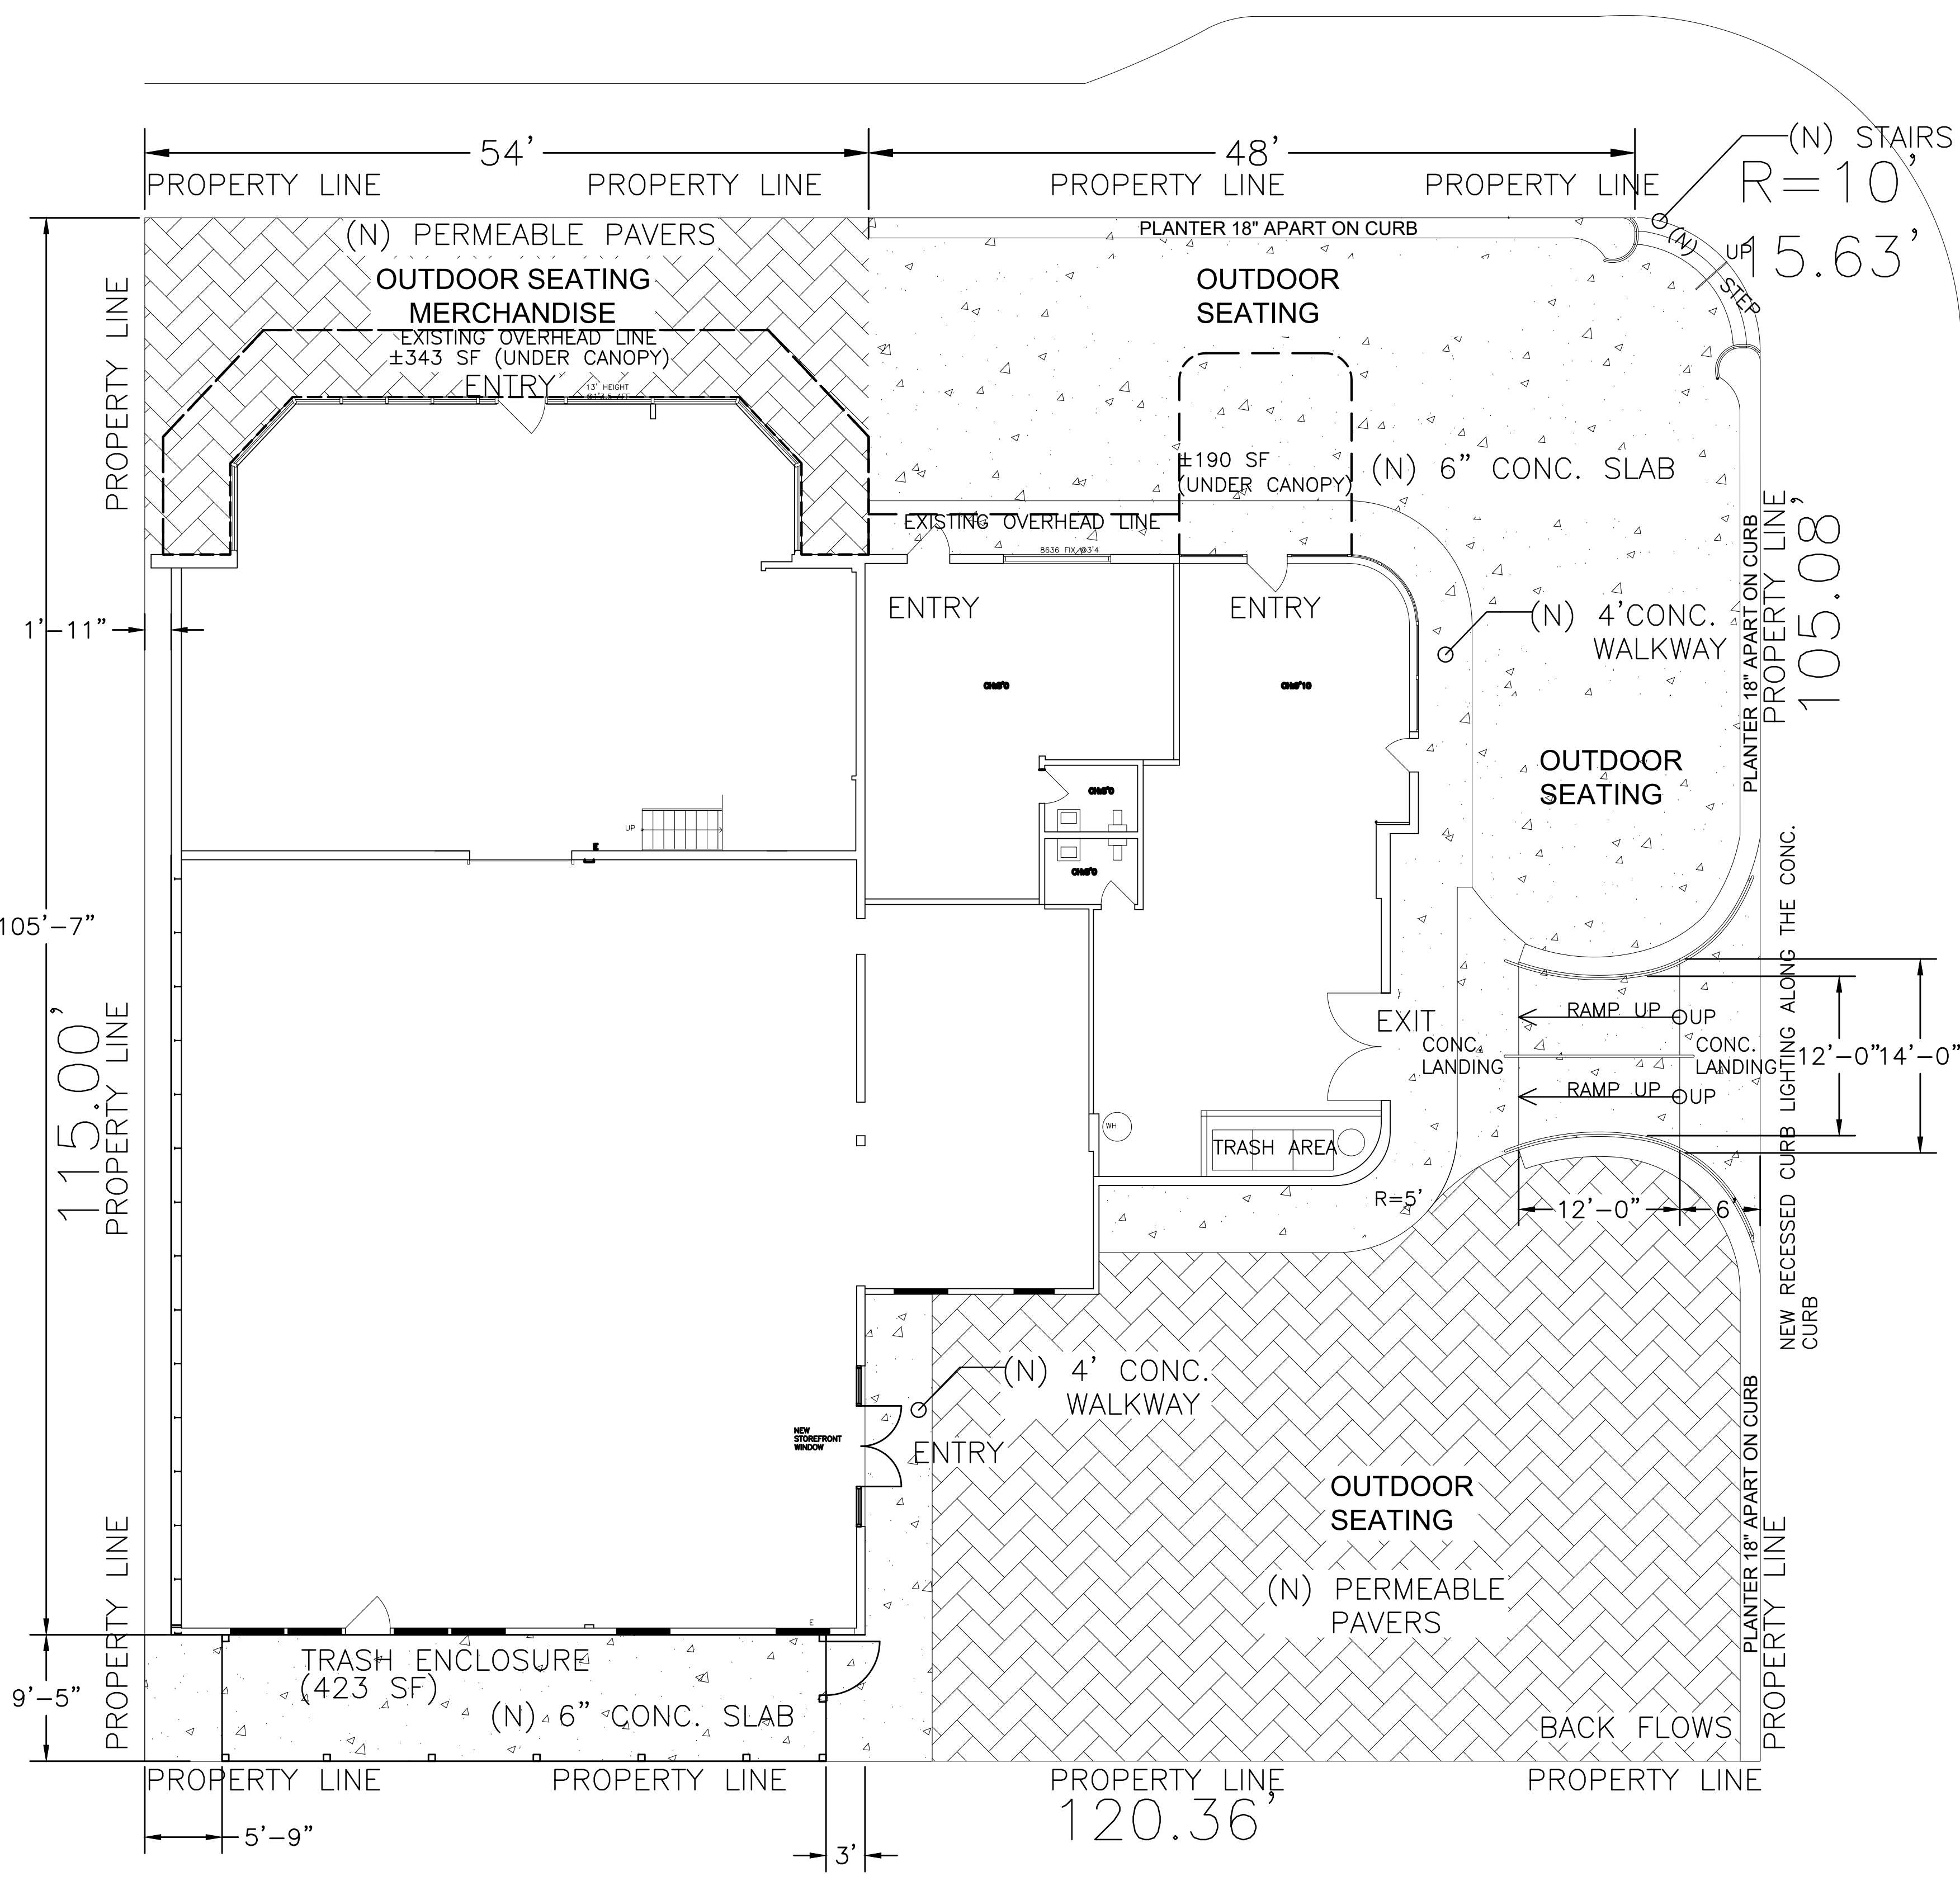 (N) STAIRS
54'
48'
R=10'
PROPERTY LINE
PROPERTY LINE
PROPERTY LINE
PROPERTY LINE
(N) PERMEABLE PAVERS
PLANTER 18" APART ON CURB
(N)
STEP
UP
15.63'
OUTDOOR SEATING
MERCHANDISE
OUTDOOR
SEATING
EXISTING OVERHEAD LINE
±343 SF (UNDER CANOPY)
ENTRY
13' HEIGHT
PROPERTY LINE
±190 SF
(UNDER CANOPY)
(N) 6" CONC. SLAB
EXISTING OVERHEAD LINE
8636 FIX @3'4
ENTRY
ENTRY
(N) 4'CONC.
WALKWAY
PLANTER 18" APART ON CURB
PROPERTY LINE
105.08'
1'-11"
OUTDOOR
SEATING
UP
105'-7"
115.00'
PROPERTY LINE
EXIT
CONC.
LANDING
RAMP UP
UP
RAMP UP
UP
CONC.
LANDING
12'-0"
14'-0"
NEW RECESSED CURB LIGHTING ALONG THE CONC.
CURB
WH
TRASH AREA
R=5'
12'-0"
6'
(N) 4' CONC.
WALKWAY
NEW
STOREFRONT
WINDOW
ENTRY
OUTDOOR
SEATING
(N) PERMEABLE
PAVERS
PLANTER 18" APART ON CURB
PROPERTY LINE
PROPERTY LINE
E
TRASH ENCLOSURE
(423 SF)
(N) 6" CONC. SLAB
9'-5"
BACK FLOWS
PROPERTY LINE
PROPERTY LINE
PROPERTY LINE
PROPERTY LINE
120.36'
5'-9"
3'